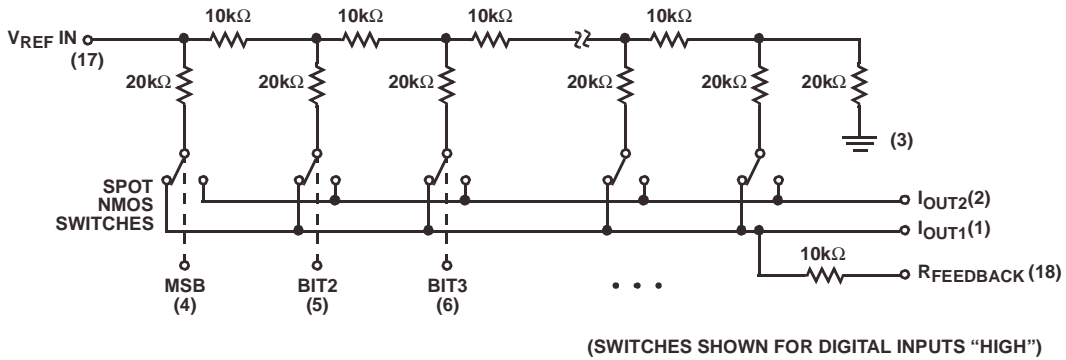 10kΩ 10kΩ 10kΩ 10kΩ
VREF IN
(17)
20kΩ 20kΩ 20kΩ 20kΩ 20kΩ 20kΩ
(3)
SPOT
NMOS
SWITCHES
IOUT2(2)
IOUT1(1)
10kΩ
RFEEDBACK (18)
MSB
(4)
BIT2
(5)
BIT3
(6)
• • •
(SWITCHES SHOWN FOR DIGITAL INPUTS “HIGH”)